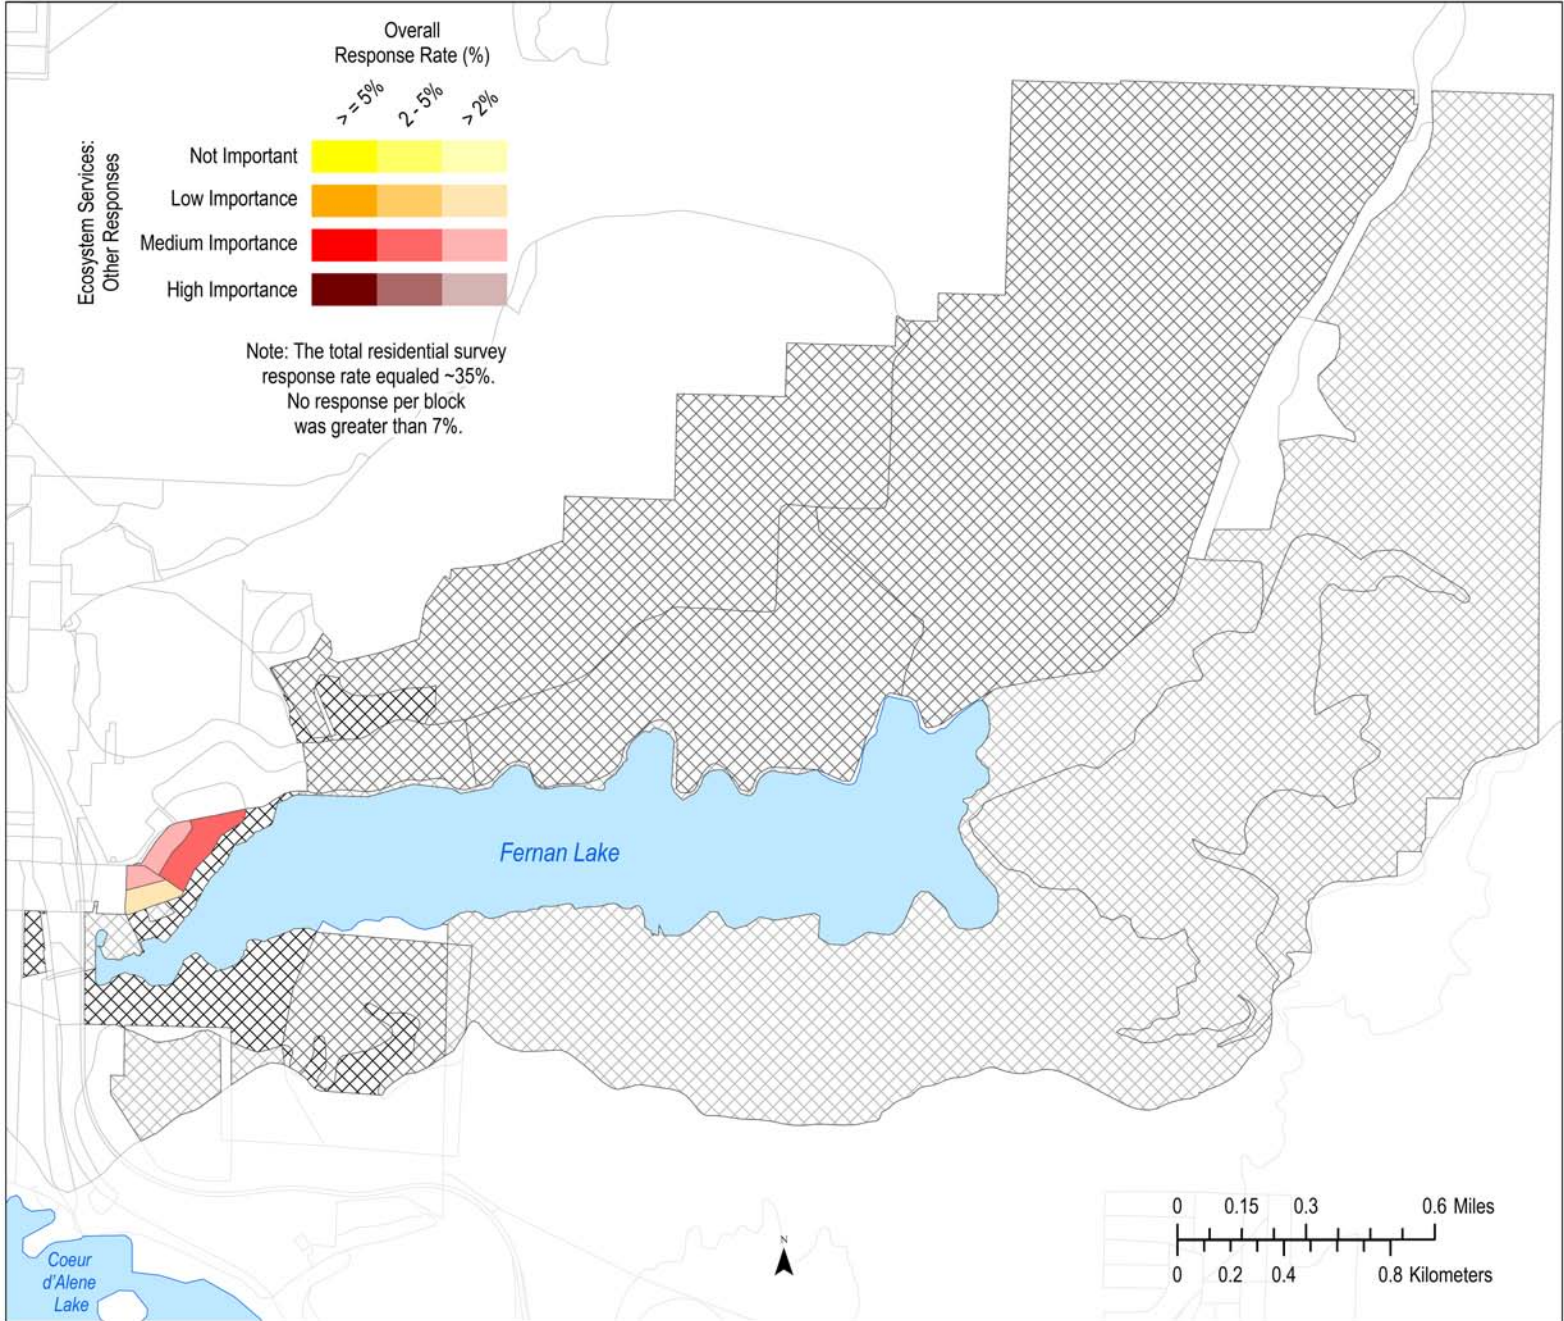 Overall
Response Rate (%)
> = 5%
2 - 5%
> 2%
Ecosystem Services:
Other Responses
Not Important
Low Importance
Medium Importance
High Importance
Note: The total residential survey
response rate equaled ~35%.
No response per block
was greater than 7%.
Fernan Lake
Coeur
d'Alene
Lake
N
0 0.15 0.3 0.6 Miles
0 0.2 0.4 0.8 Kilometers